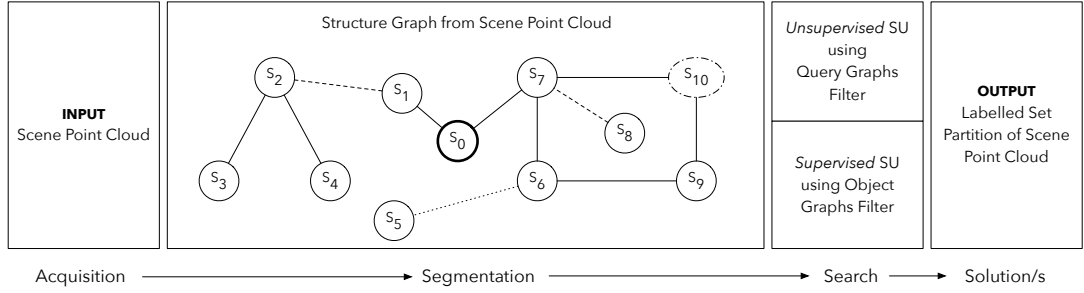 INPUT
Scene Point Cloud
Structure Graph from Scene Point Cloud
S2
S1
S0
S7
S10
S8
S3
S4
S5
S6
S9
Unsupervised SU
using
Query Graphs
Filter
Supervised SU
using Object
Graphs Filter
OUTPUT
Labelled Set
Partition of Scene
Point Cloud
Acquisition
Segmentation
Search
Solution/s